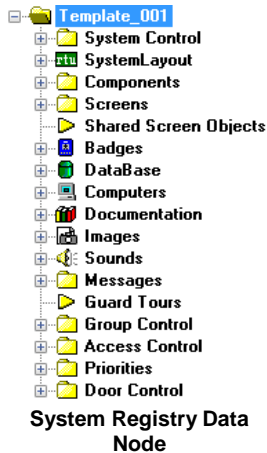 Template_001
System Control
rtu SystemLayout
Components
Screens
Shared Screen Objects
Badges
DataBase
Computers
Documentation
Images
Sounds
Messages
Guard Tours
Group Control
Access Control
Priorities
Door Control
System Registry Data
Node